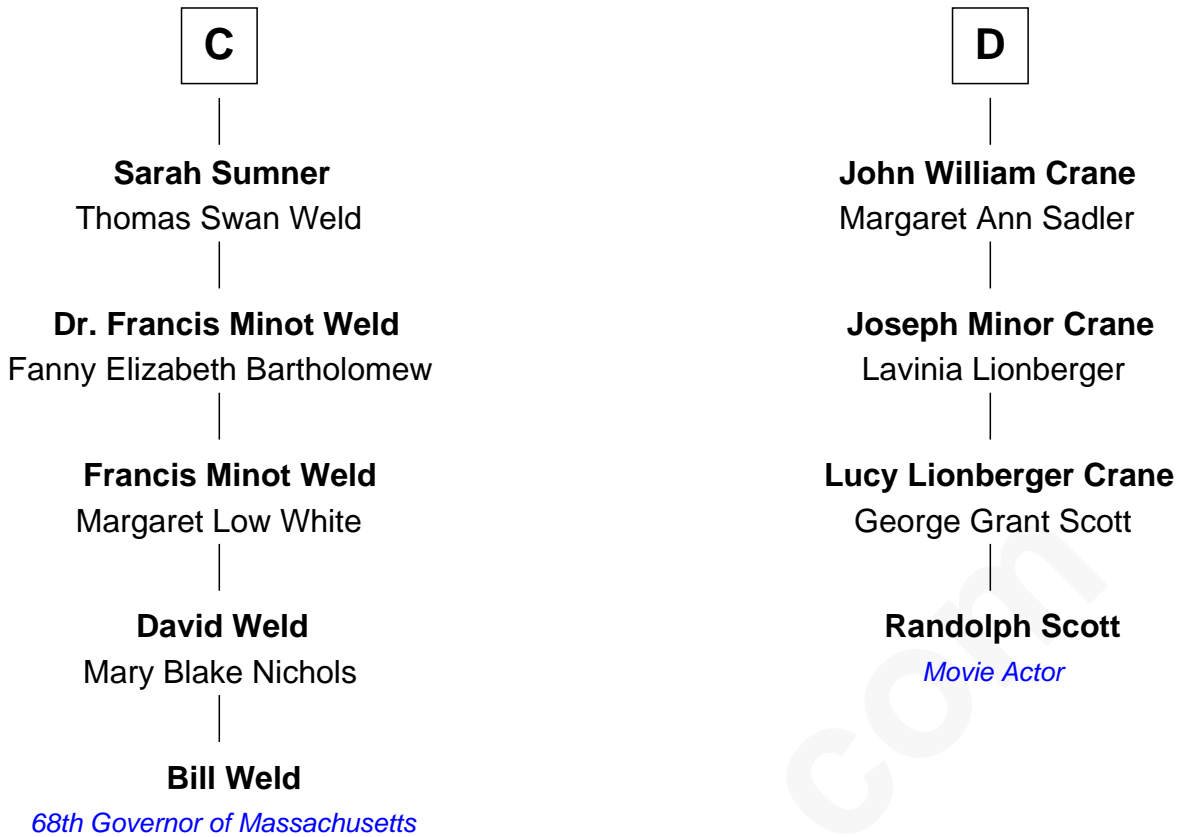 C
Sarah Sumner
Thomas Swan Weld
Dr. Francis Minot Weld
Fanny Elizabeth Bartholomew
Francis Minot Weld
Margaret Low White
David Weld
Mary Blake Nichols
Bill Weld
68th Governor of Massachusetts
D
John William Crane
Margaret Ann Sadler
Joseph Minor Crane
Lavinia Lionberger
Lucy Lionberger Crane
George Grant Scott
Randolph Scott
Movie Actor
com